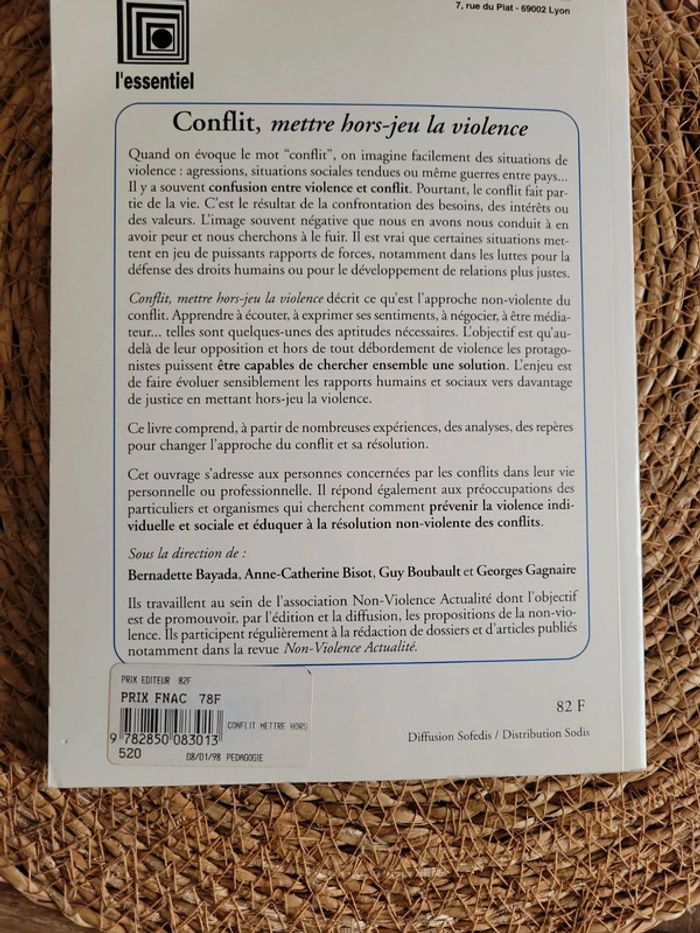 7, rue du Plat - 69002 Lyon
l'essentiel
Conflit, mettre hors-jeu la violence
Quand on évoque le mot "conflit", on imagine facilement des situations de
violence : agressions, situations sociales tendues ou même guerres entre pays...
Il y a souvent confusion entre violence et conflit. Pourtant, le conflit fait par-
tie de la vie. C'est le résultat de la confrontation des besoins, des intérêts ou
des valeurs. L'image souvent négative que nous en avons nous conduit à en
avoir peur et nous cherchons à le fuir. Il est vrai que certaines situations met-
tent en jeu de puissants rapports de forces, notamment dans les luttes pour la
défense des droits humains ou pour le développement de relations plus justes.
Conflit, mettre hors-jeu la violence décrit ce qu'est l'approche non-violente du
conflit. Apprendre à écouter, à exprimer ses sentiments, à négocier, à être média-
teur... telles sont quelques-unes des aptitudes nécessaires. L'objectif est qu'au-
delà de leur opposition et hors de tout débordement de violence les protago-
nistes puissent être capables de chercher ensemble une solution. L'enjeu est
de faire évoluer sensiblement les rapports humains et sociaux vers davantage
de justice en mettant hors-jeu la violence.
Ce livre comprend, à partir de nombreuses expériences, des analyses, des repères
pour changer l'approche du conflit et sa résolution.
Cet ouvrage s'adresse aux personnes concernées par les conflits dans leur vie
personnelle ou professionnelle. Il répond également aux préoccupations des
particuliers et organismes qui cherchent comment prévenir la violence indi-
viduelle et sociale et éduquer à la résolution non-violente des conflits.
Sous la direction de :
Bernadette Bayada, Anne-Catherine Bisot, Guy Boubault et Georges Gagnaire
Ils travaillent au sein de l'association Non-Violence Actualité dont l'objectif
est de promouvoir, par l'édition et la diffusion, les propositions de la non-vio-
lence. Ils participent régulièrement à la rédaction de dossiers et d'articles publiés
notamment dans la revue Non-Violence Actualité.
PRIX EDITEUR 82F
PRIX FNAC 78F
CONFLIT METTRE HORS
9 782850 083013
520 08/01/98 PEDAGOGIE
82 F
Diffusion Sofedis / Distribution Sodis